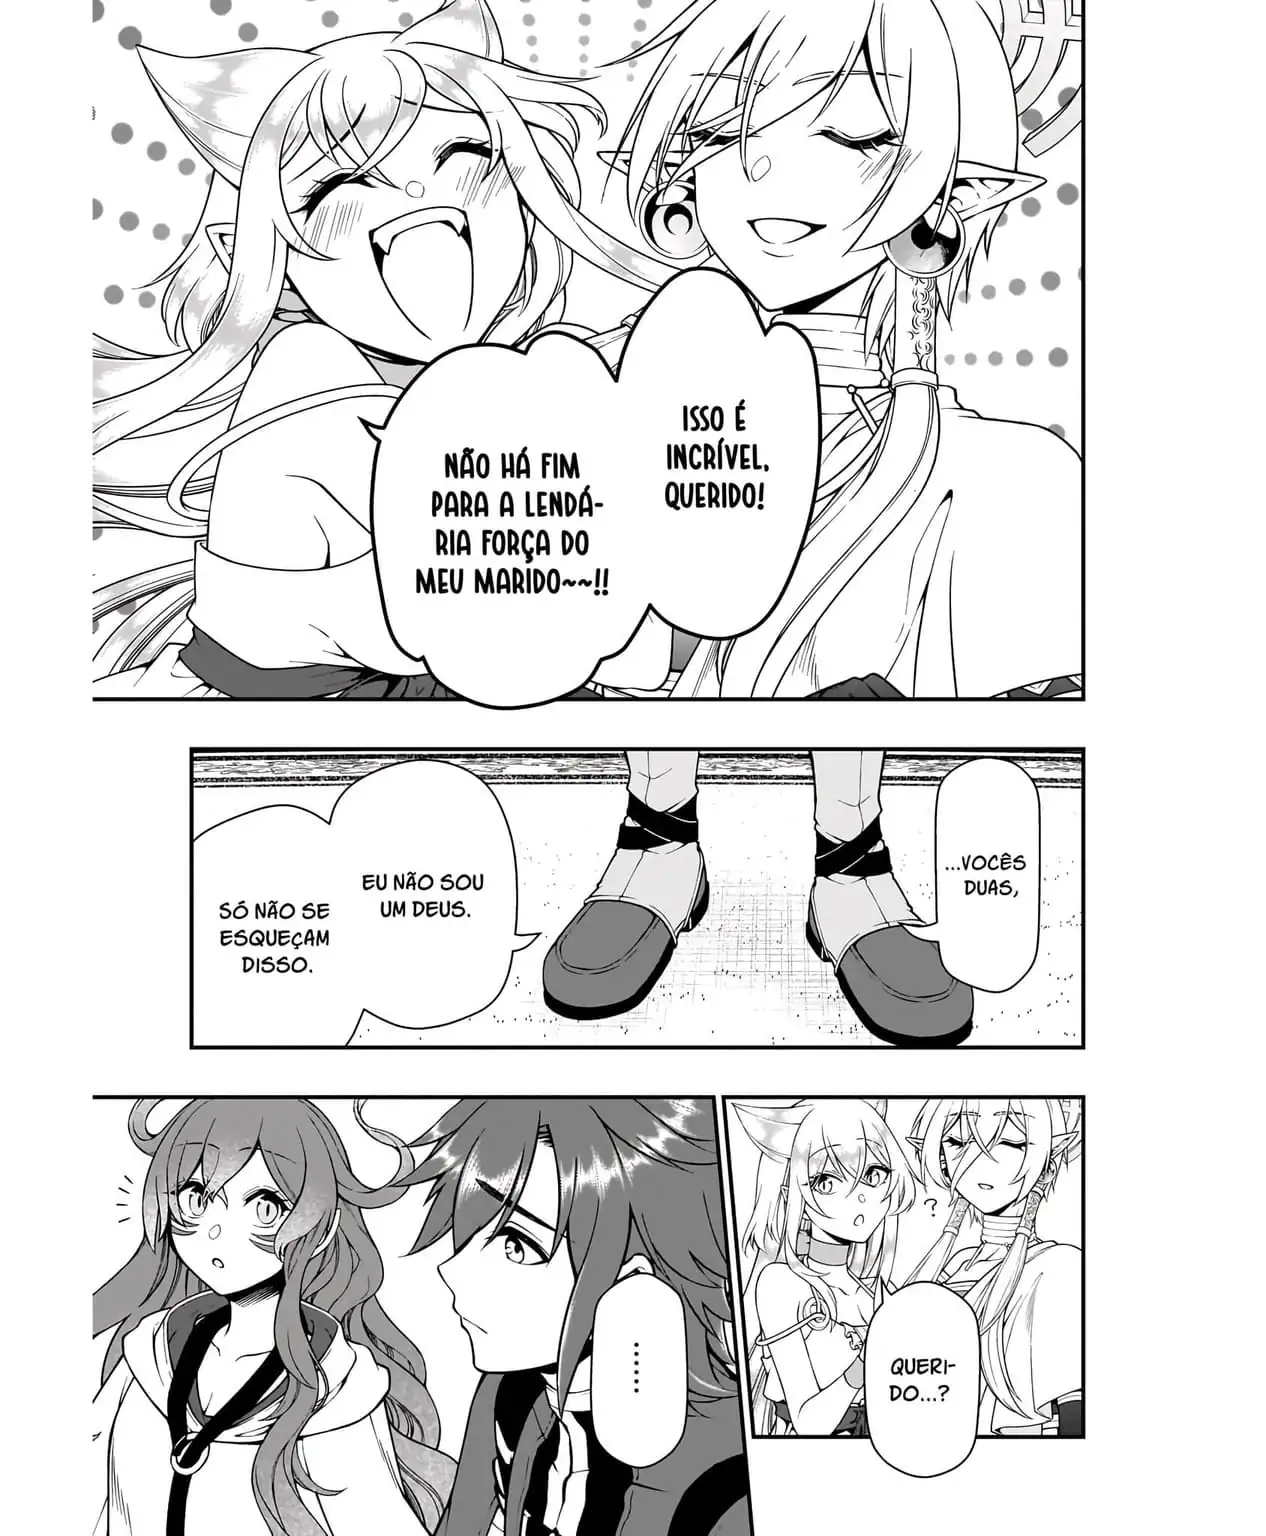 ISSO É
INCRÍVEL,
QUERIDO!
NÃO HÁ FIM
PARA A LENDÁ-
RIA FORÇA DO
MEU MARIDO~~!!
...VOCÊS
DUAS,
EU NÃO SOU
UM DEUS.
SÓ NÃO SE
ESQUEÇAM
DISSO.
?
QUERI-
DO...?
......